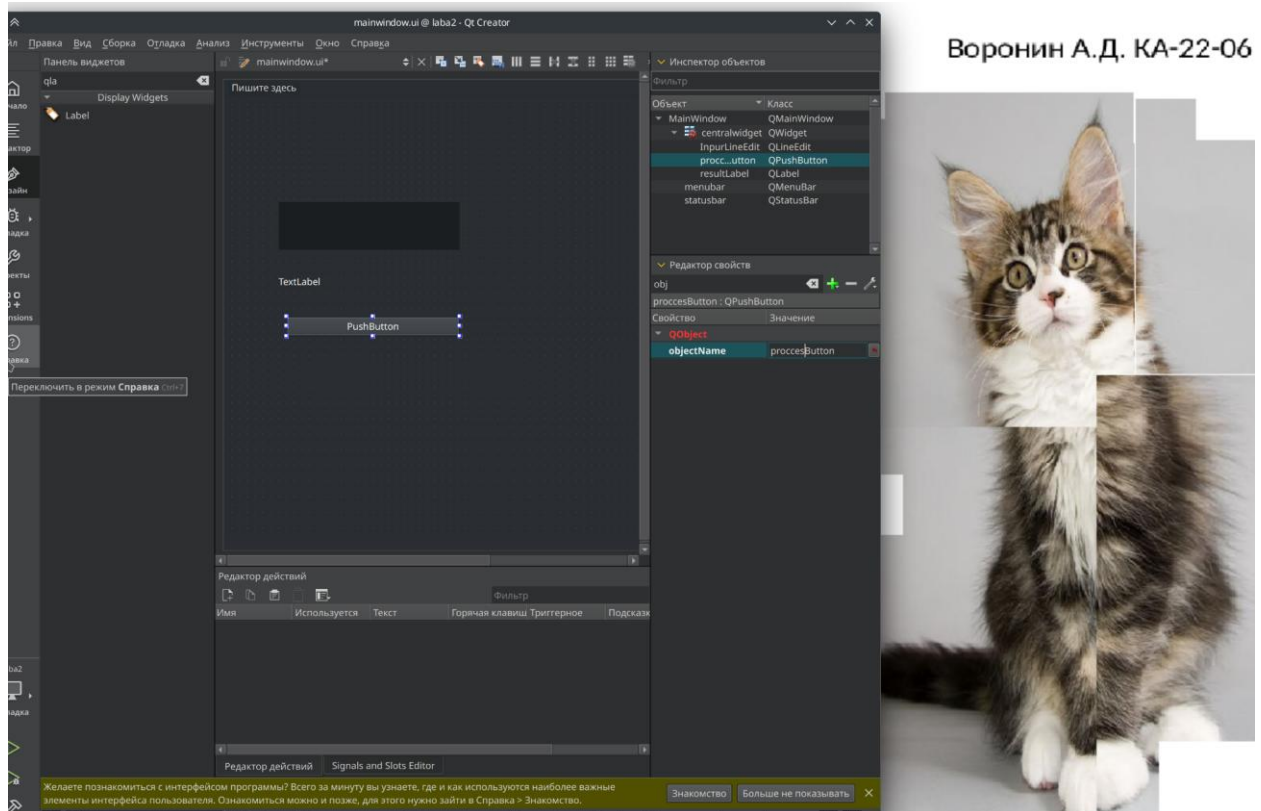 mainwindow.ui @ laba2 - Qt Creator
Правка Вид Сборка Отладка Анализ Инструменты Окно Справка
Панель виджетов
mainwindow.ui*
Инспектор объектов
Воронин А.Д. КА-22-06
qla
Display Widgets
Label
Пишите здесь
Фильтр
Объект Класс
MainWindow QMainWindow
centralwidget QWidget
InpurLineEdit QLineEdit
procc...utton QPushButton
resultLabel QLabel
menubar QMenuBar
statusbar QStatusBar
Редактор свойств
obj
proccesButton : QPushButton
Свойство Значение
QObject
objectName proccesButton
TextLabel
PushButton
Переключить в режим Справка Ctrl+7
Редактор действий
Фильтр
Имя Используется Текст Горячая клавиш Триггерное Подсказк
Редактор действий Signals and Slots Editor
Желаете познакомиться с интерфейсом программы? Всего за минуту вы узнаете, где и как используются наиболее важные
элементы интерфейса пользователя. Ознакомиться можно и позже, для этого нужно зайти в Справка > Знакомство.
Знакомство Больше не показывать